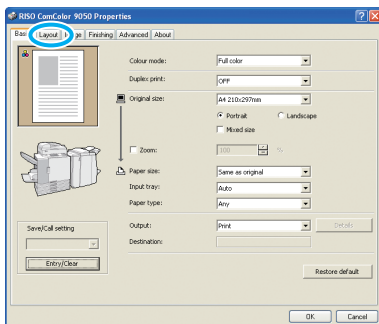 RISO ComColor 9050 Properties
Basi Layout Image Finishing Advanced About
Colour mode: Full color
Duplex print: OFF
Original size: A4 210x297mm
Portrait Landscape
Mixed size
Zoom: 100 %
Paper size: Same as original
Input tray: Auto
Paper type: Any
Save/Call setting
Output: Print Details
Destination:
Entry/Clear
Restore default
OK Cancel